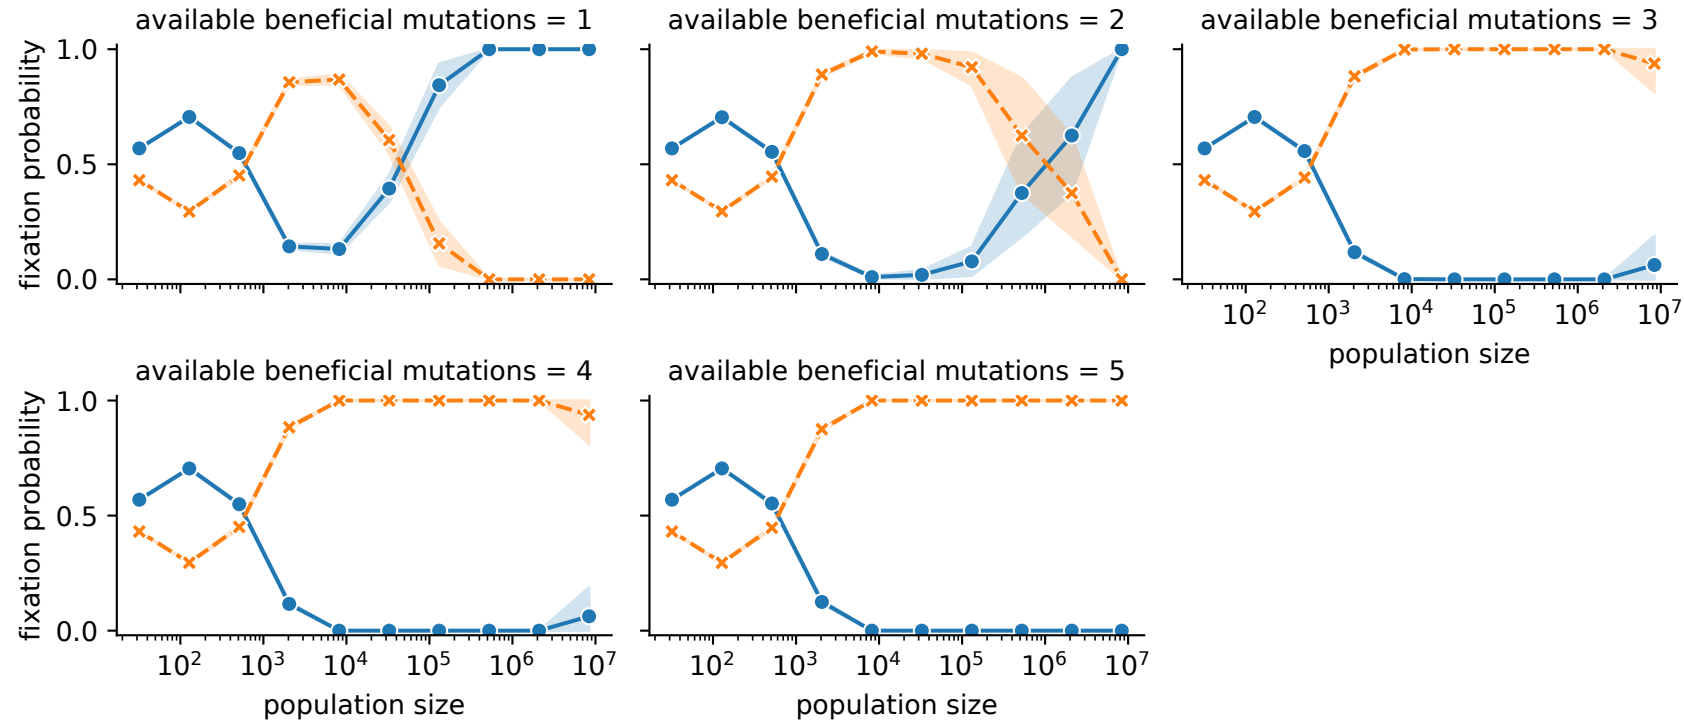 available beneficial mutations = 1
available beneficial mutations = 2
available beneficial mutations = 3
fixation probability
1.0
0.5
0.0
10² 10³ 10⁴ 10⁵ 10⁶ 10⁷
population size
available beneficial mutations = 4
available beneficial mutations = 5
fixation probability
1.0
0.5
0.0
10² 10³ 10⁴ 10⁵ 10⁶ 10⁷
population size
10² 10³ 10⁴ 10⁵ 10⁶ 10⁷
population size